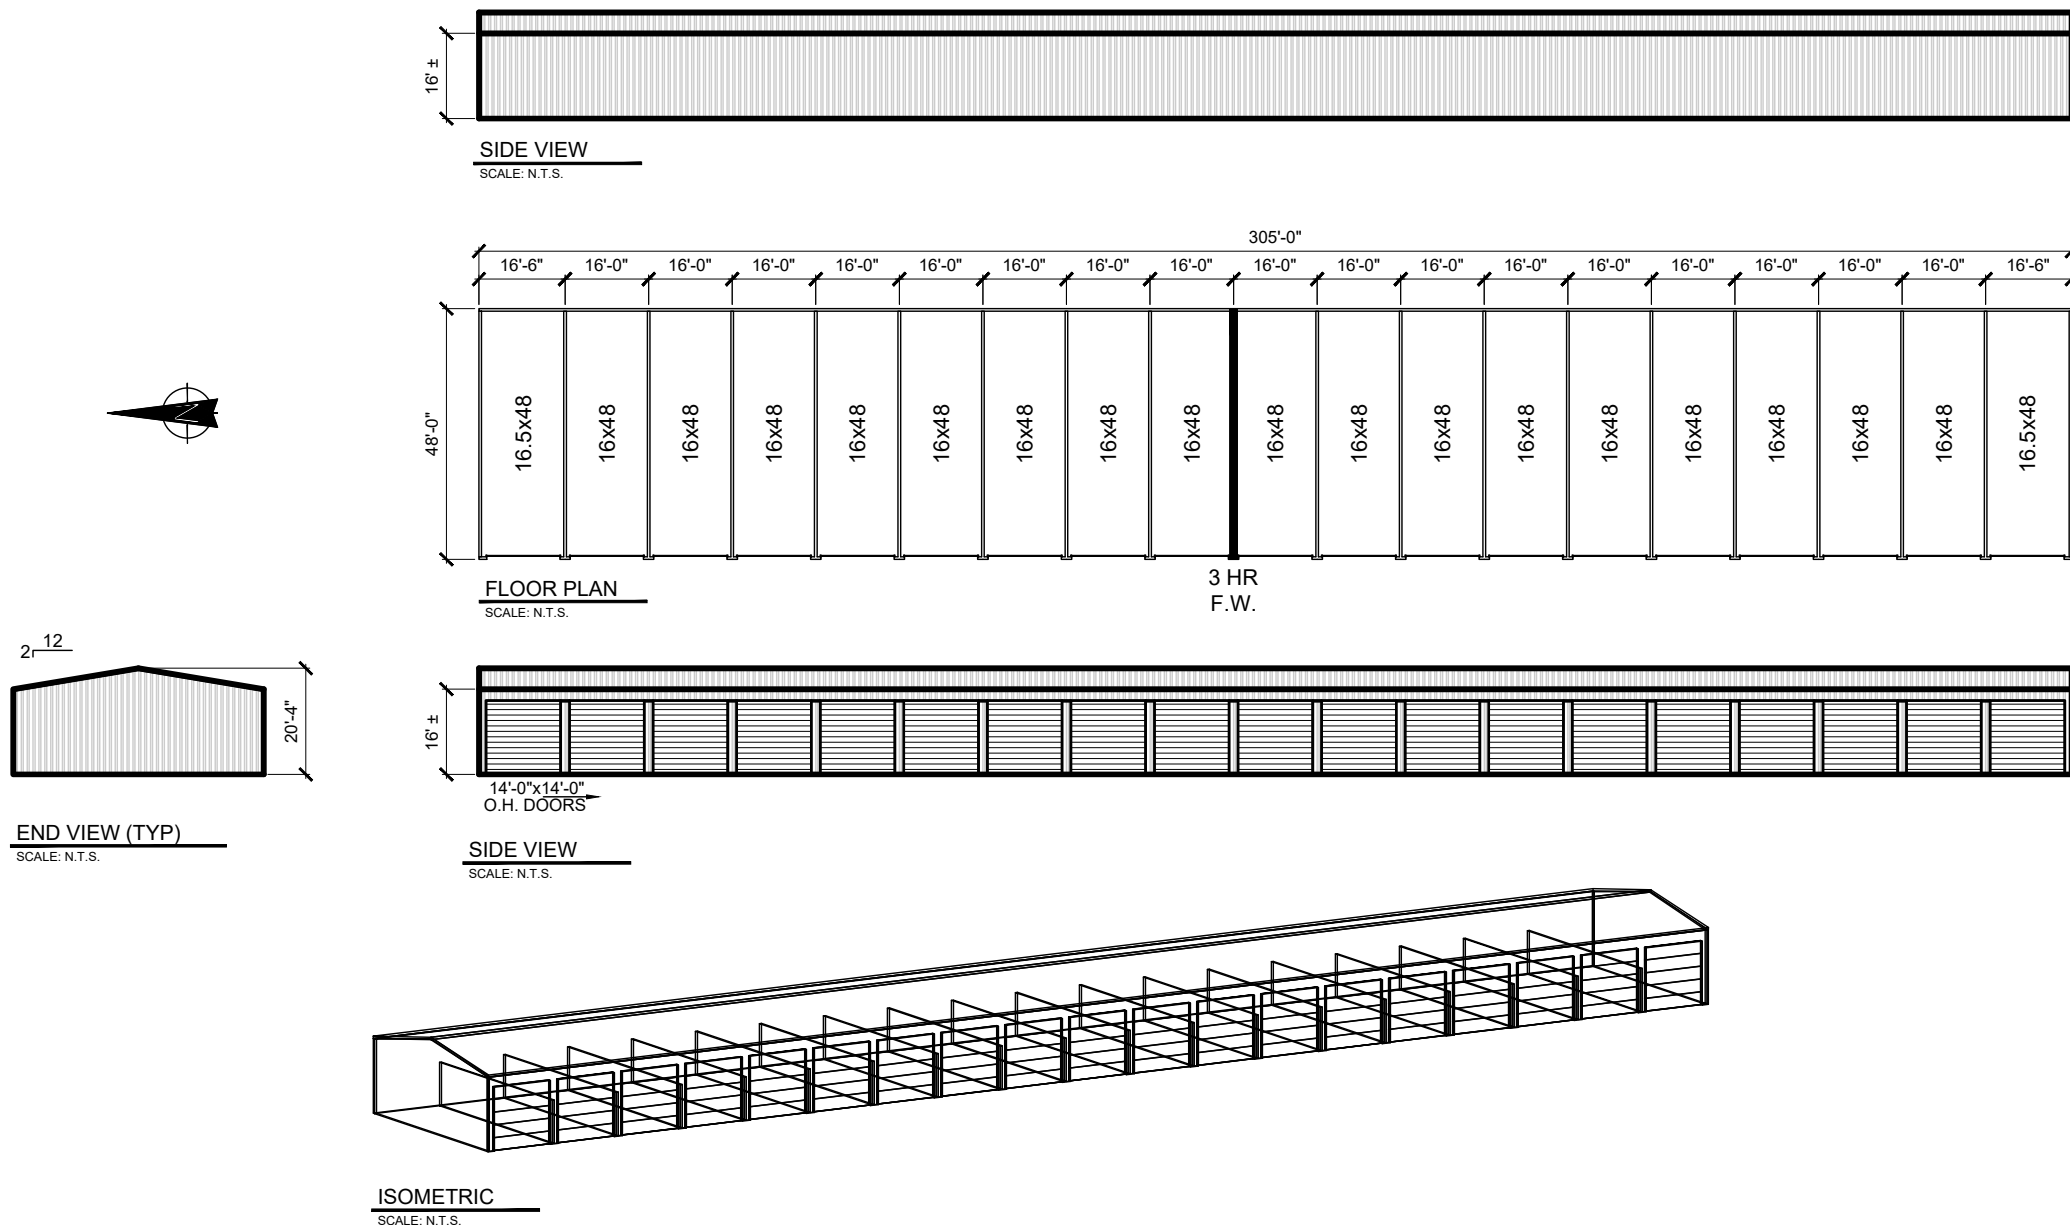 16' ±
SIDE VIEW
SCALE: N.T.S.
305'-0"
16'-6" 16'-0" 16'-0" 16'-0" 16'-0" 16'-0" 16'-0" 16'-0" 16'-0" 16'-0" 16'-0" 16'-0" 16'-0" 16'-0" 16'-0" 16'-0" 16'-0" 16'-0" 16'-6"
48'-0"
16.5x48 16x48 16x48 16x48 16x48 16x48 16x48 16x48 16x48 16x48 16x48 16x48 16x48 16x48 16x48 16x48 16x48 16x48 16.5x48
N
FLOOR PLAN
SCALE: N.T.S.
3 HR
F.W.
12
2
20'-4"
END VIEW (TYP)
SCALE: N.T.S.
16' ±
14'-0"x14'-0"
O.H. DOORS
SIDE VIEW
SCALE: N.T.S.
ISOMETRIC
SCALE: N.T.S.